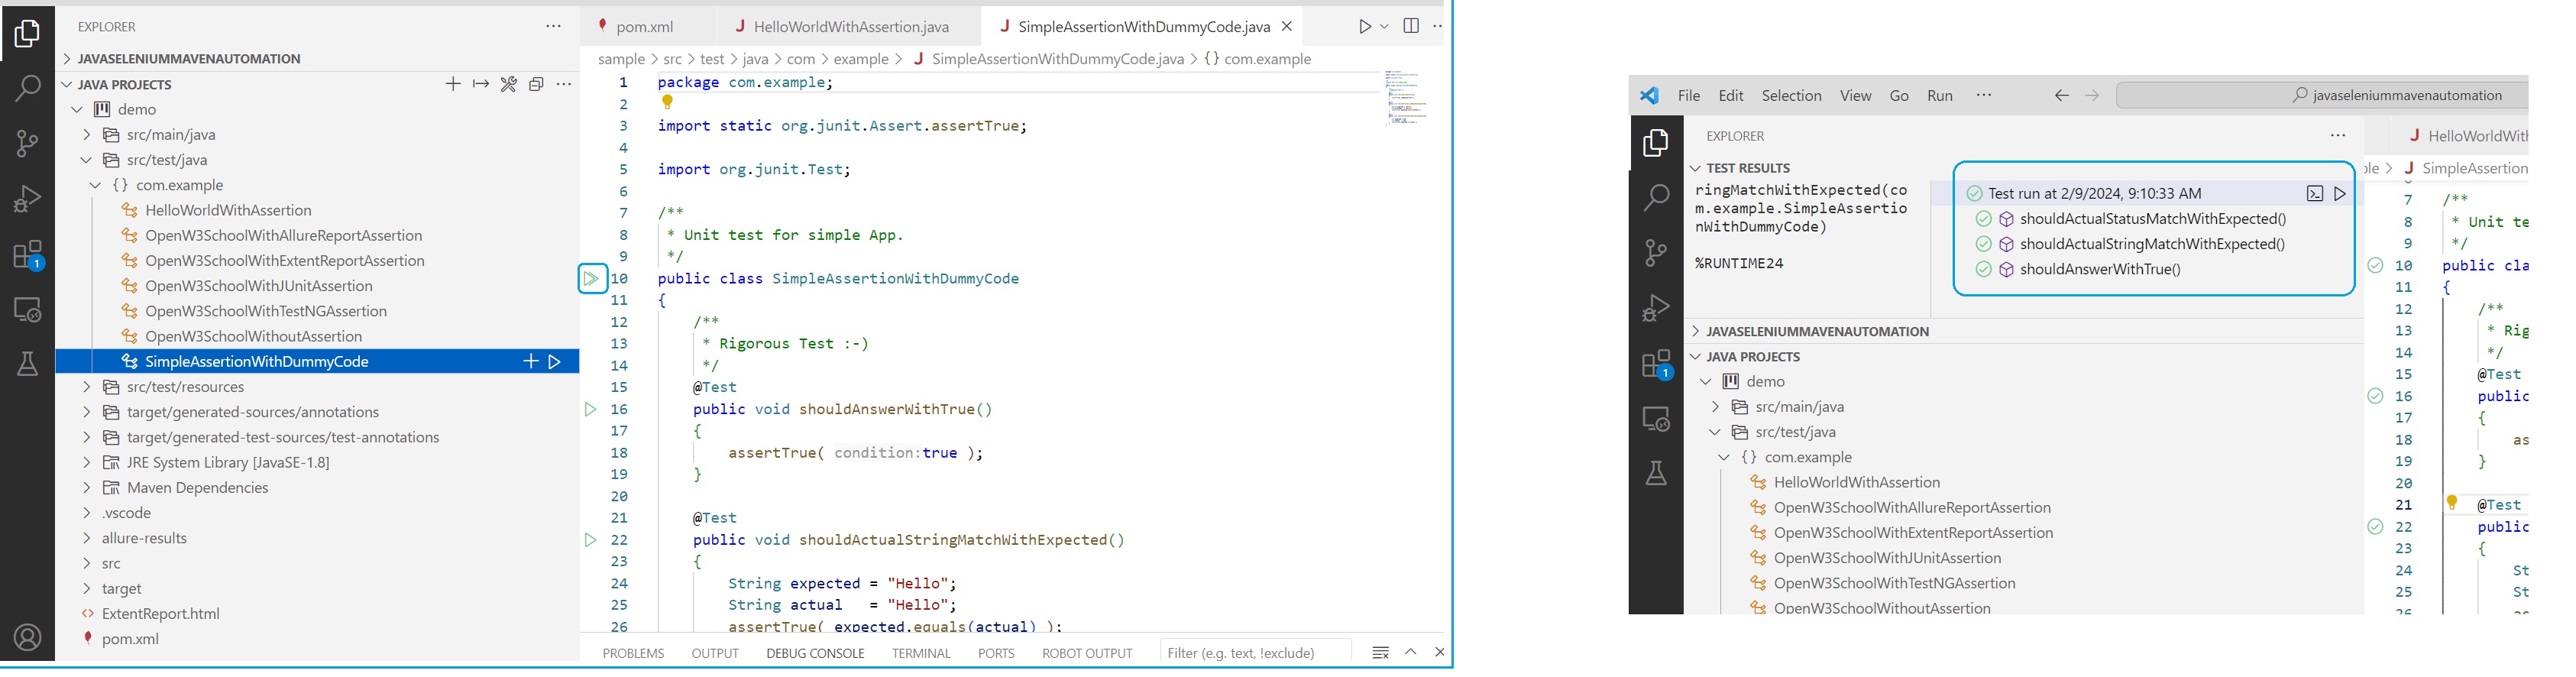 EXPLORER
JAVASELENIUMMAVENAUTOMATION
JAVA PROJECTS
demo
src/main/java
src/test/java
{} com.example
HelloWorldWithAssertion
OpenW3SchoolWithAllureReportAssertion
OpenW3SchoolWithExtentReportAssertion
OpenW3SchoolWithJUnitAssertion
OpenW3SchoolWithTestNGAssertion
OpenW3SchoolWithoutAssertion
SimpleAssertionWithDummyCode
src/test/resources
target/generated-sources/annotations
target/generated-test-sources/test-annotations
JRE System Library [JavaSE-1.8]
Maven Dependencies
.vscode
allure-results
src
target
ExtentReport.html
pom.xml
1
pom.xml
J HelloWorldWithAssertion.java
J SimpleAssertionWithDummyCode.java
sample > src > test > java > com > example > J SimpleAssertionWithDummyCode.java > {} com.example
1 package com.example;
2
3 import static org.junit.Assert.assertTrue;
4
5 import org.junit.Test;
6
7 /**
8 * Unit test for simple App.
9 */
10 public class SimpleAssertionWithDummyCode
11 {
12 /**
13 * Rigorous Test :-)
14 */
15 @Test
16 public void shouldAnswerWithTrue()
17 {
18 assertTrue( condition:true );
19 }
20
21 @Test
22 public void shouldActualStringMatchWithExpected()
23 {
24 String expected = "Hello";
25 String actual   = "Hello";
26 assertTrue( expected.equals(actual) );
PROBLEMS OUTPUT DEBUG CONSOLE TERMINAL PORTS ROBOT OUTPUT Filter (e.g. text, !exclude)
File Edit Selection View Go Run ··· javaseleniummavenautomation
EXPLORER
TEST RESULTS
ringMatchWithExpected(co
m.example.SimpleAssertio
nWithDummyCode)
%RUNTIME24
Test run at 2/9/2024, 9:10:33 AM
shouldActualStatusMatchWithExpected()
shouldActualStringMatchWithExpected()
shouldAnswerWithTrue()
JAVASELENIUMMAVENAUTOMATION
JAVA PROJECTS
demo
src/main/java
src/test/java
{} com.example
HelloWorldWithAssertion
OpenW3SchoolWithAllureReportAssertion
OpenW3SchoolWithExtentReportAssertion
OpenW3SchoolWithJUnitAssertion
OpenW3SchoolWithTestNGAssertion
OpenW3SchoolWithoutAssertion
1
J HelloWorldWith
ple > J SimpleAssertion
7 /**
8 * Unit te
9 */
10 public cla
11 {
12 /**
13 * Rig
14 */
15 @Test
16 public
17 {
18 as
19 }
20
21 @Test
22 public
23 {
24 St
25 St
26